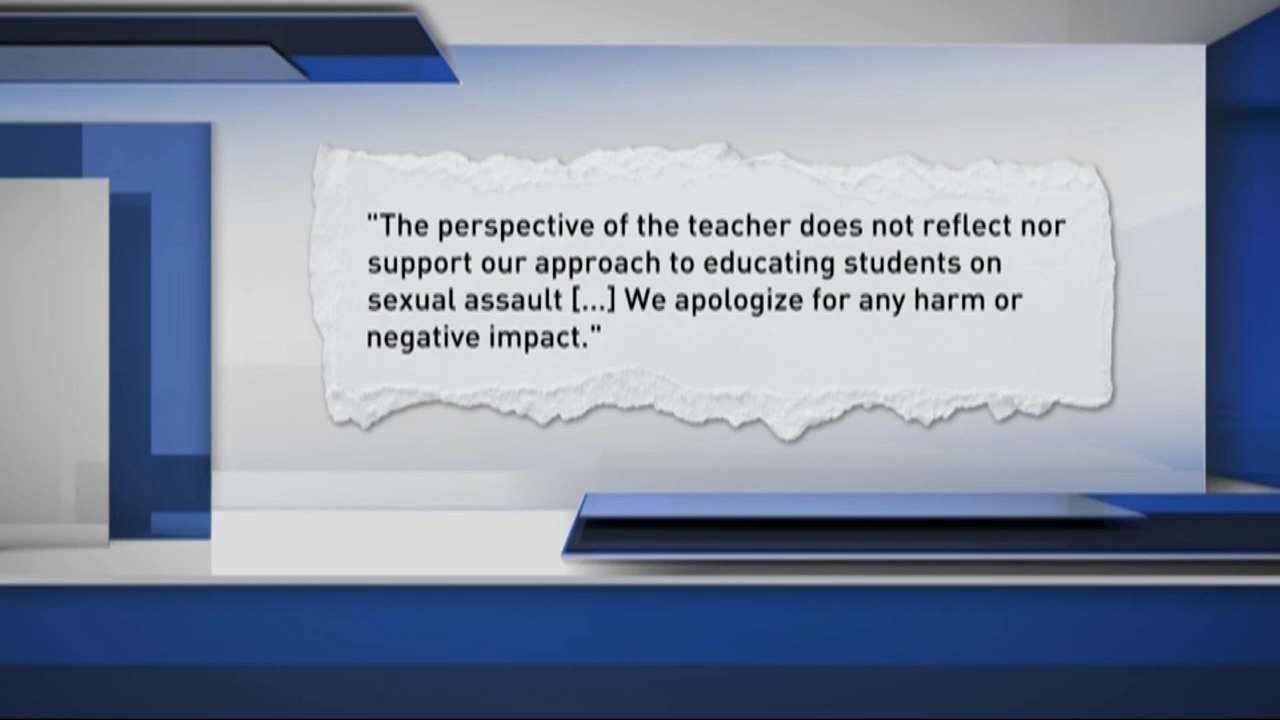 "The perspective of the teacher does not reflect nor
support our approach to educating students on
sexual assault [...] We apologize for any harm or
negative impact."